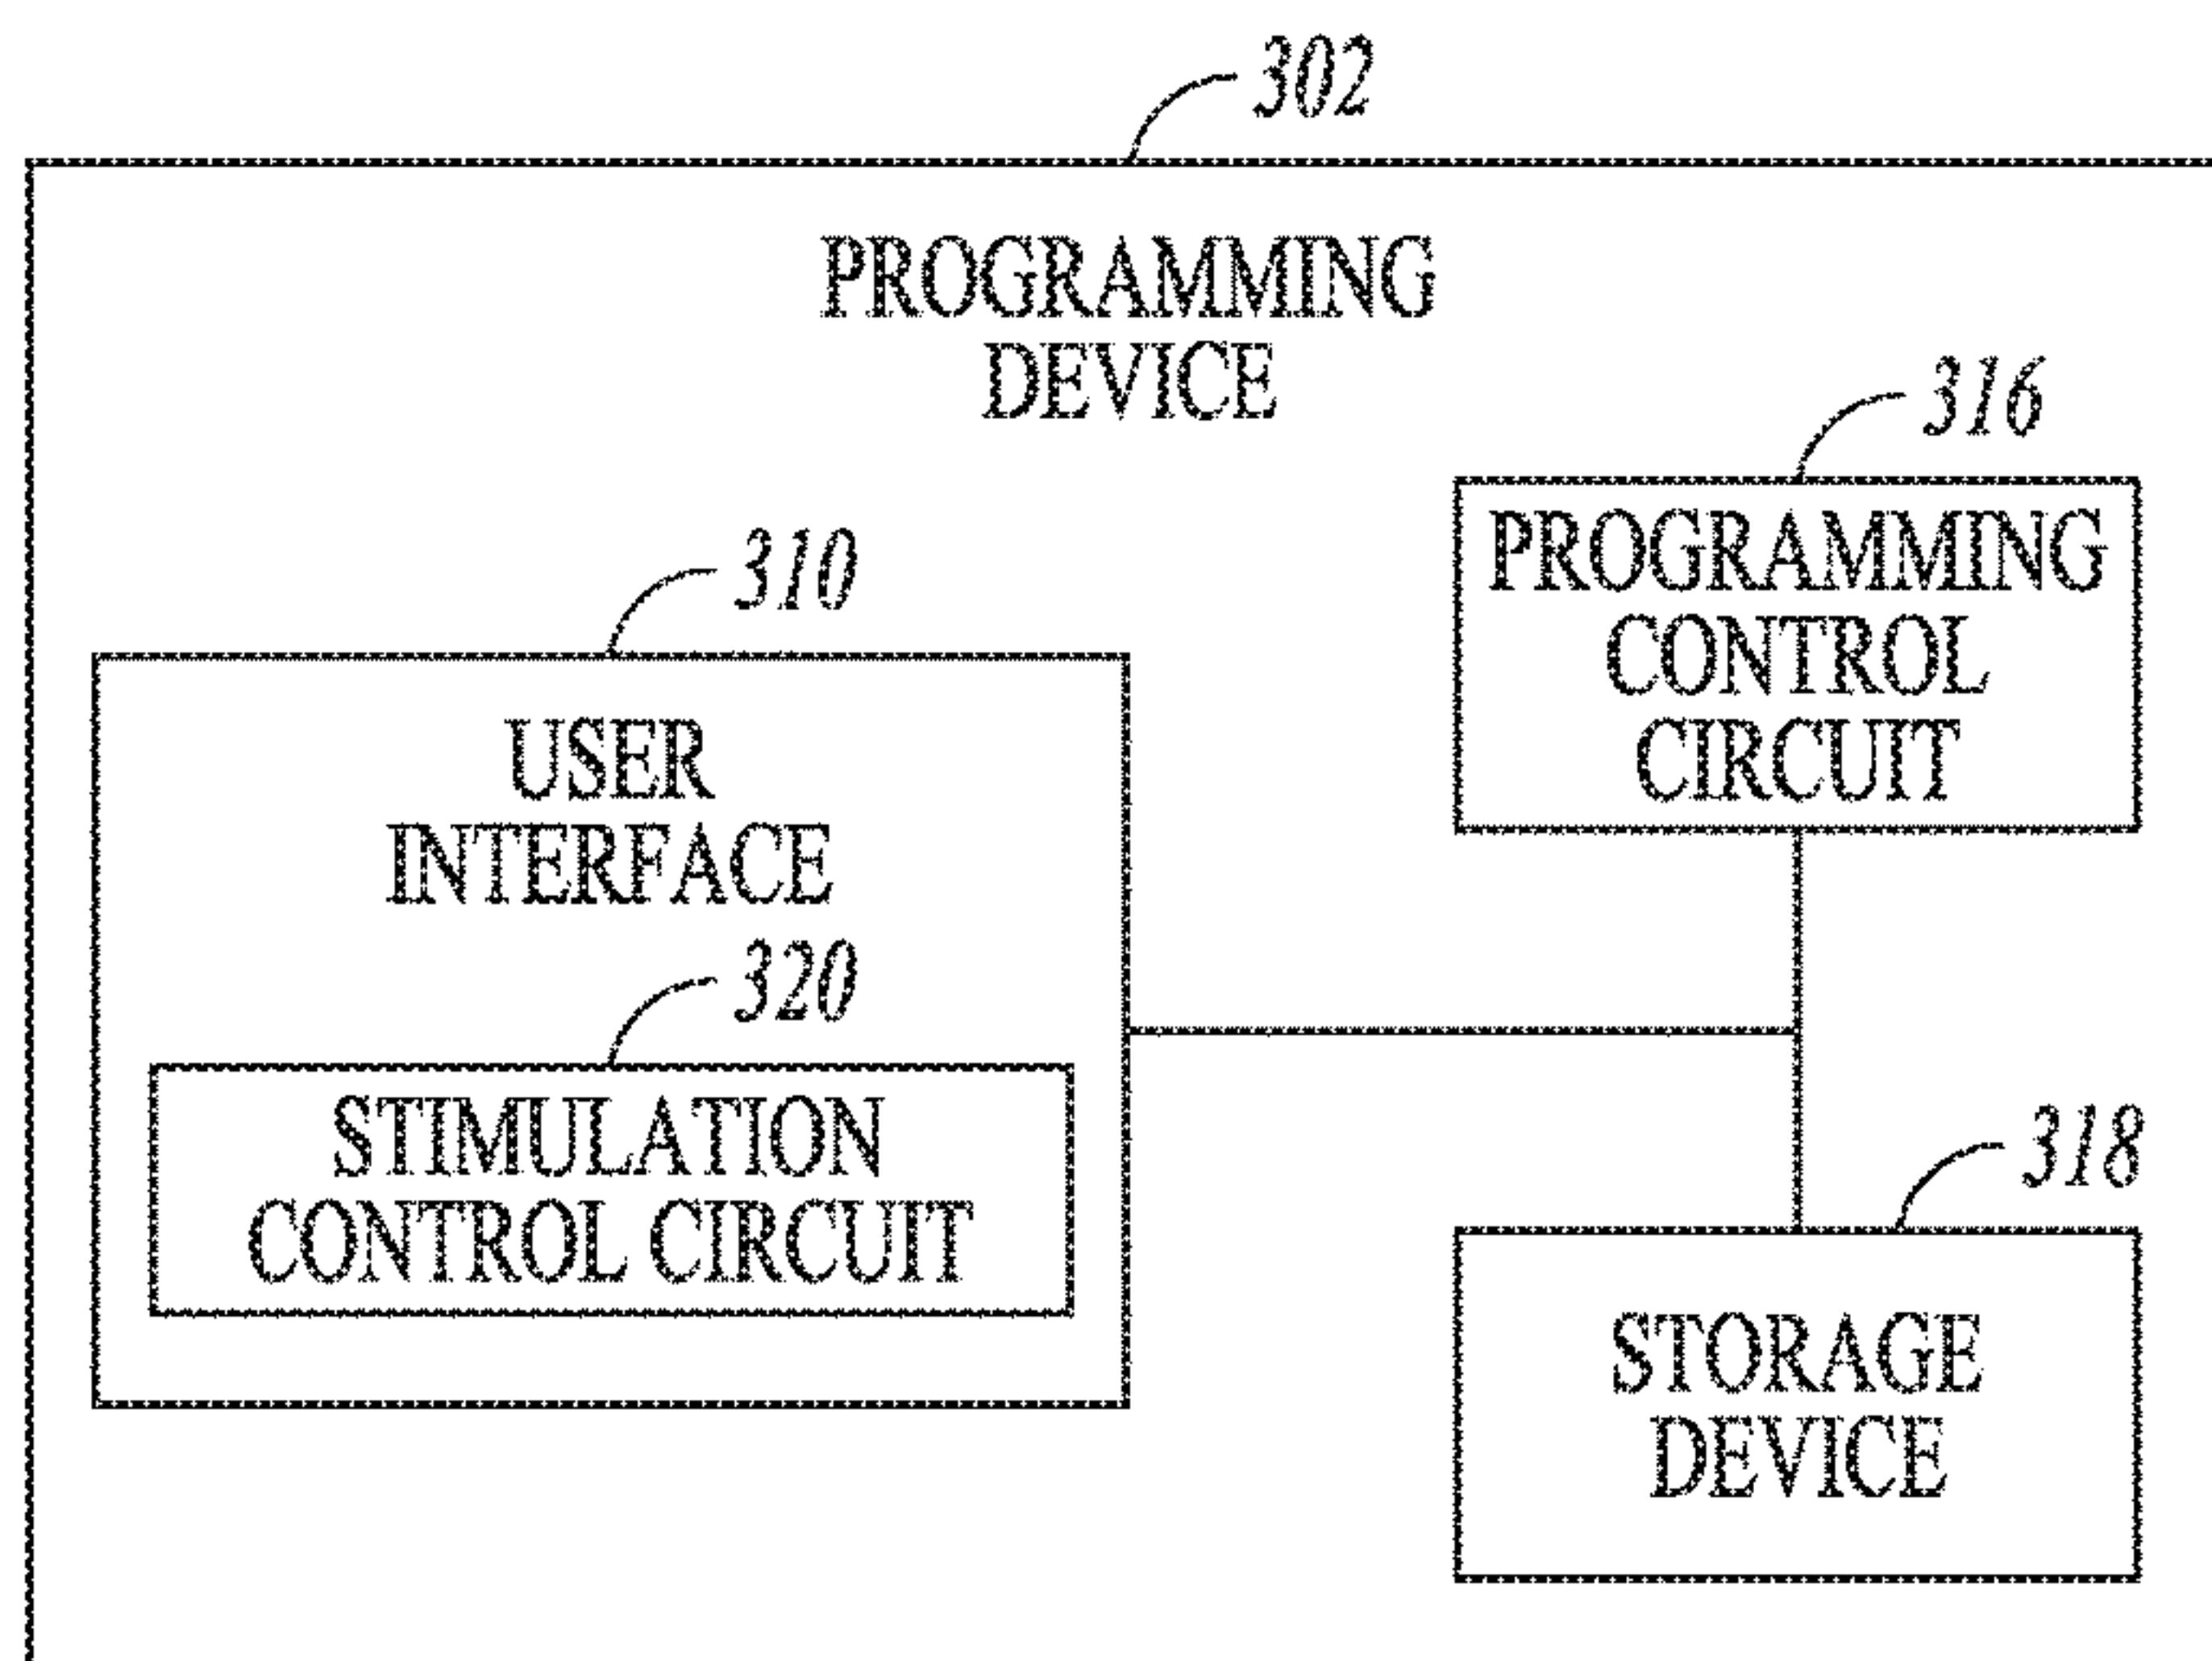 302
PROGRAMMING
DEVICE
316
PROGRAMMING
CONTROL
CIRCUIT
310
USER
INTERFACE
320
STIMULATION
CONTROL CIRCUIT
318
STORAGE
DEVICE